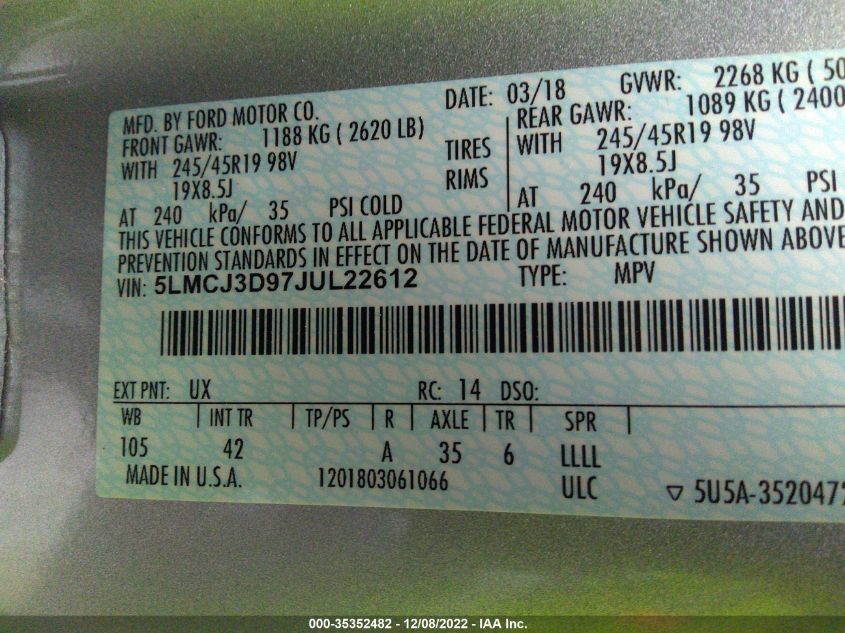 MFD. BY FORD MOTOR CO. DATE: 03/18 GVWR: 2268 KG ( 50
FRONT GAWR: 1188 KG ( 2620 LB) REAR GAWR: 1089 KG ( 2400
WITH 245/45R19 98V TIRES WITH 245/45R19 98V
19X8.5J RIMS 19X8.5J
AT 240 kPa/ 35 PSI COLD AT 240 kPa/ 35 PSI
THIS VEHICLE CONFORMS TO ALL APPLICABLE FEDERAL MOTOR VEHICLE SAFETY AND
PREVENTION STANDARDS IN EFFECT ON THE DATE OF MANUFACTURE SHOWN ABOVE
VIN: 5LMCJ3D97JUL22612 TYPE: MPV
EXT PNT: UX RC: 14 DSO:
WB INT TR TP/PS R AXLE TR SPR
105 42 A 35 6 LLLL
MADE IN U.S.A. 1201803061066 ULC ▽ 5U5A-3520472
000-35352482 - 12/08/2022 - IAA Inc.